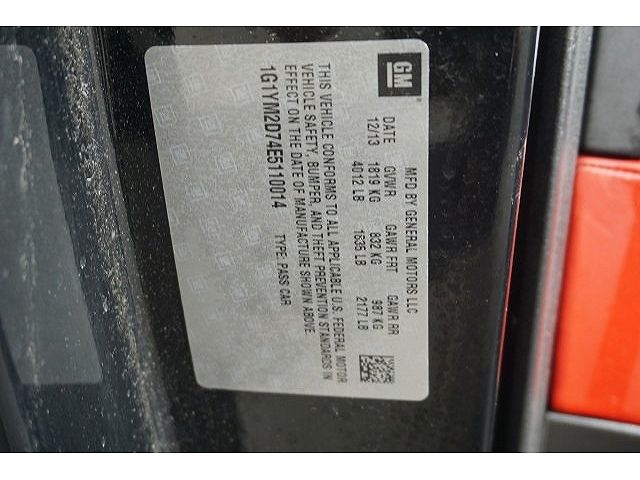 GM
MFD BY GENERAL MOTORS LLC
DATE GVWR GAWR FRT GAWR RR
12/13 1819 KG 832 KG 987 KG
4012 LB 1835 LB 2177 LB
THIS VEHICLE CONFORMS TO ALL APPLICABLE U.S. FEDERAL MOTOR
VEHICLE SAFETY, BUMPER, AND THEFT PREVENTION STANDARDS IN
EFFECT ON THE DATE OF MANUFACTURE SHOWN ABOVE.
1G1YM2D74E5110014 TYPE: PASS CAR